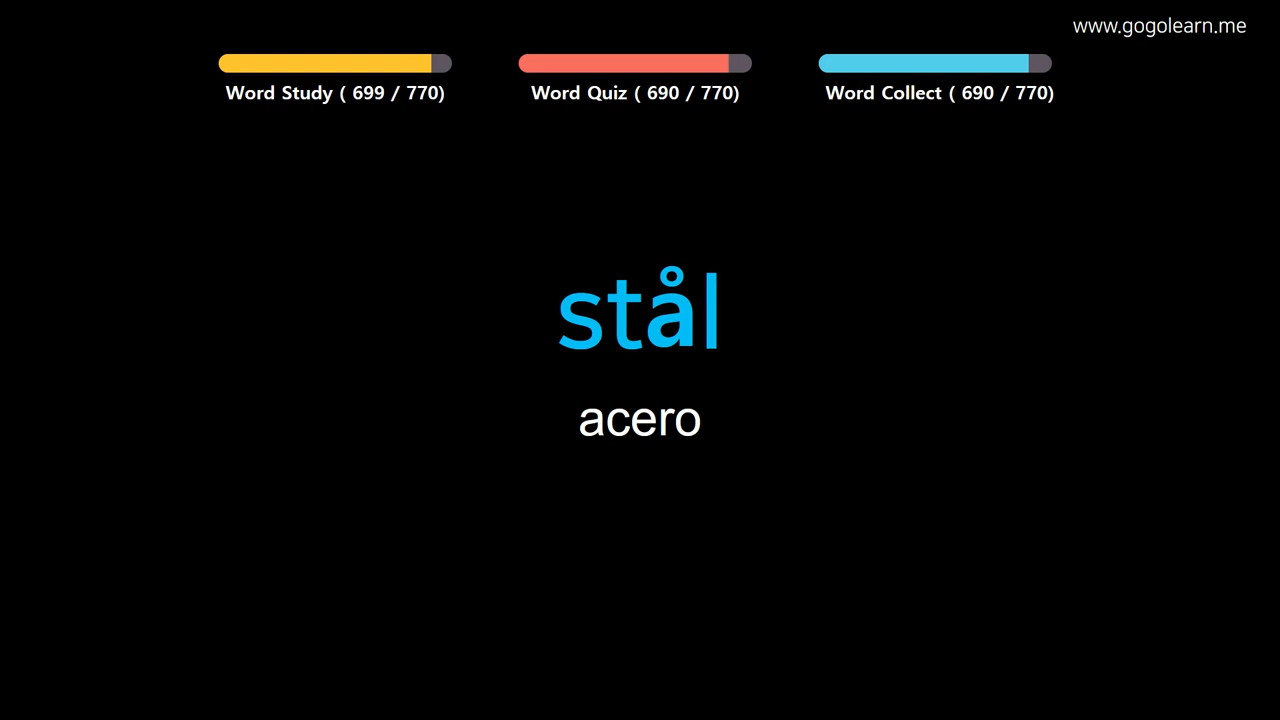 www.gogolearn.me
Word Study ( 699 / 770)
Word Quiz ( 690 / 770)
Word Collect ( 690 / 770)
stål
acero